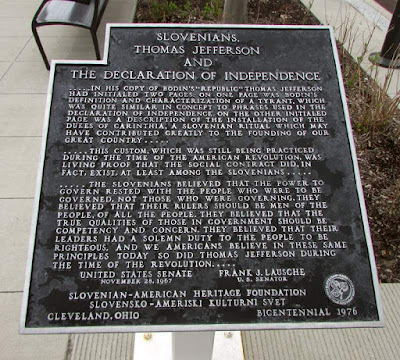 SLOVENIANS,
THOMAS JEFFERSON
AND
THE DECLARATION OF INDEPENDENCE
.....IN HIS COPY OF BODIN'S "REPUBLIC" THOMAS JEFFERSON
HAD INITIALED TWO PAGES: ON ONE PAGE WAS BODIN'S
DEFINITION AND CHARACTERIZATION OF A TYRANT, WHICH
WAS QUITE SIMILAR IN CONCEPT TO PHRASES USED IN THE
DECLARATION OF INDEPENDENCE. ON THE OTHER INITIALED
PAGE WAS A DESCRIPTION OF THE INSTALLATION OF THE
DUKES OF CARINTHIA, A SLOVENIAN RITUAL WHICH MAY
HAVE CONTRIBUTED GREATLY TO THE FOUNDING OF OUR
GREAT COUNTRY.....
.....THIS CUSTOM, WHICH WAS STILL BEING PRACTICED
DURING THE TIME OF THE AMERICAN REVOLUTION, WAS
LIVING PROOF THAT THE SOCIAL CONTRACT DID, IN
FACT, EXIST, AT LEAST AMONG THE SLOVENIANS.....
.....THE SLOVENIANS BELIEVED THAT THE POWER TO
GOVERN RESTED WITH THE PEOPLE, WHO WERE TO BE
GOVERNED, NOT THOSE WHO WERE GOVERNING. THEY
BELIEVED THAT THEIR RULERS SHOULD BE MEN OF THE
PEOPLE, OF ALL THE PEOPLE. THEY BELIEVED THAT THE
TRUE QUALITIES OF THOSE IN GOVERNMENT SHOULD BE
COMPETENCY AND CONCERN. THEY BELIEVED THAT THEIR
LEADERS HAD A SOLEMN DUTY TO THE PEOPLE TO BE
RIGHTEOUS, AND WE AMERICANS BELIEVE IN THESE SAME
PRINCIPLES TODAY. SO DID THOMAS JEFFERSON DURING
THE TIME OF THE REVOLUTION.....
UNITED STATES SENATE FRANK J. LAUSCHE
NOVEMBER 28, 1967 U. S. SENATOR
SLOVENIAN-AMERICAN HERITAGE FOUNDATION
SLOVENSKO-AMERISKI KULTURNI SVET
CLEVELAND, OHIO BICENTENNIAL 1976